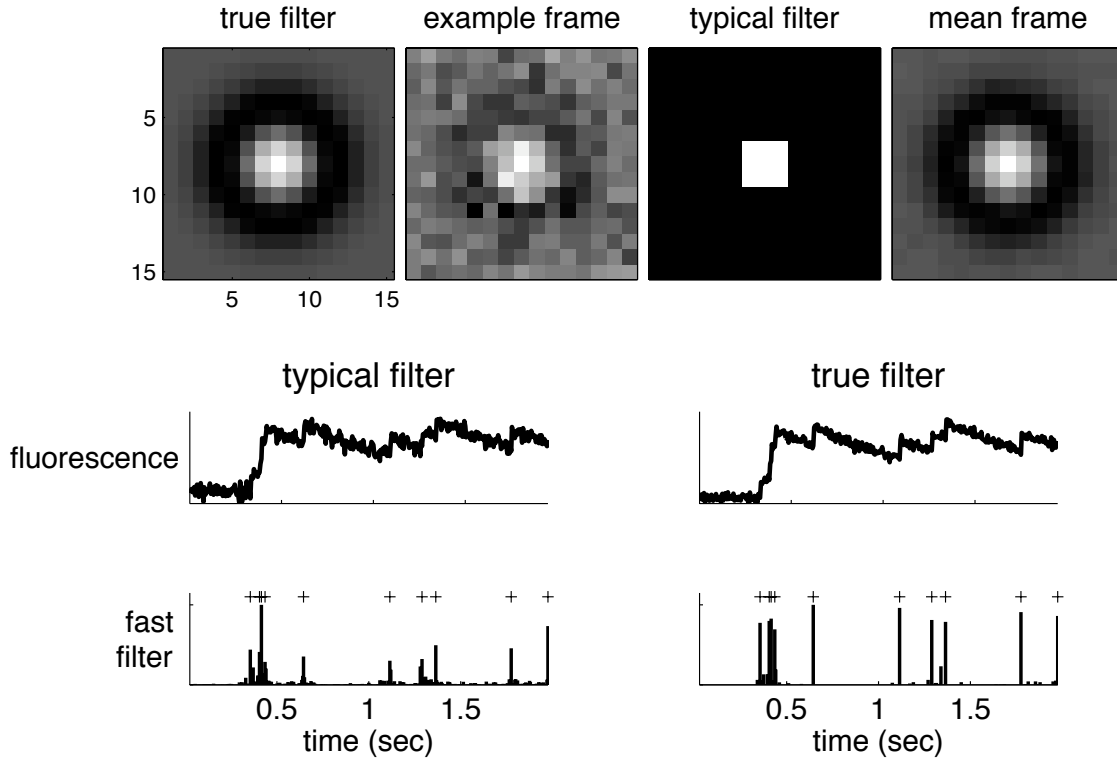 true filter example frame typical filter mean frame
5
10
15
5 10 15
typical filter true filter
fluorescence
+ + + + + + + + + + + + + + + + + + + +
fast
filter
0.5 1 1.5 0.5 1 1.5
time (sec) time (sec)